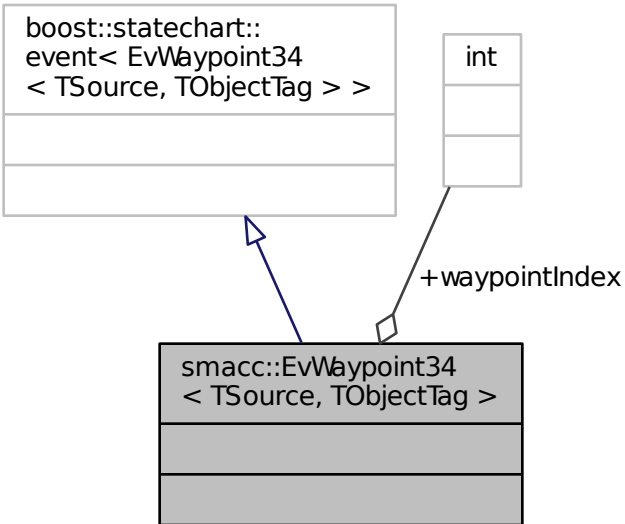 boost::statechart::
event< EvWaypoint34
< TSource, TObjectTag > >
int
+waypointIndex
smacc::EvWaypoint34
< TSource, TObjectTag >